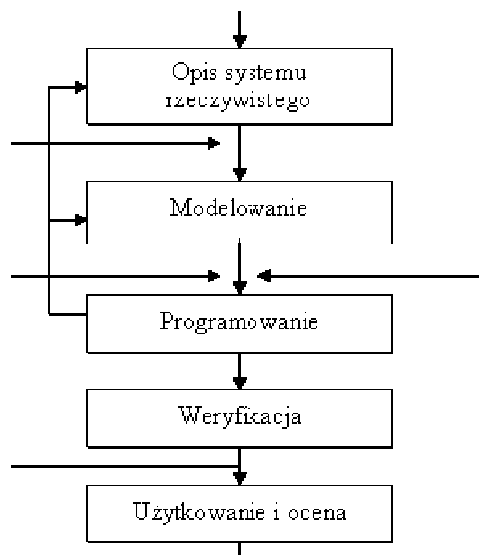 Opis systemu
rzeczywistego
Modelowanie
Programowanie
Weryfikacja
Użytkowanie i ocena